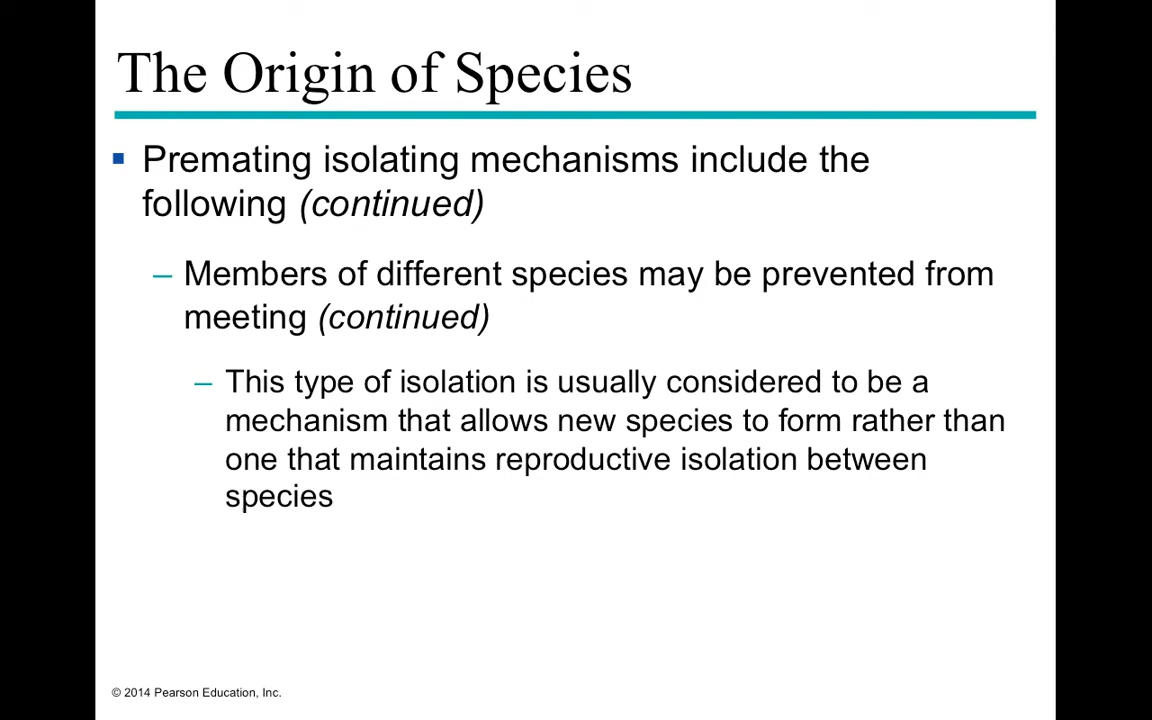 The Origin of Species
▪ Premating isolating mechanisms include the
following (continued)
– Members of different species may be prevented from
meeting (continued)
– This type of isolation is usually considered to be a
mechanism that allows new species to form rather than
one that maintains reproductive isolation between
species
© 2014 Pearson Education, Inc.